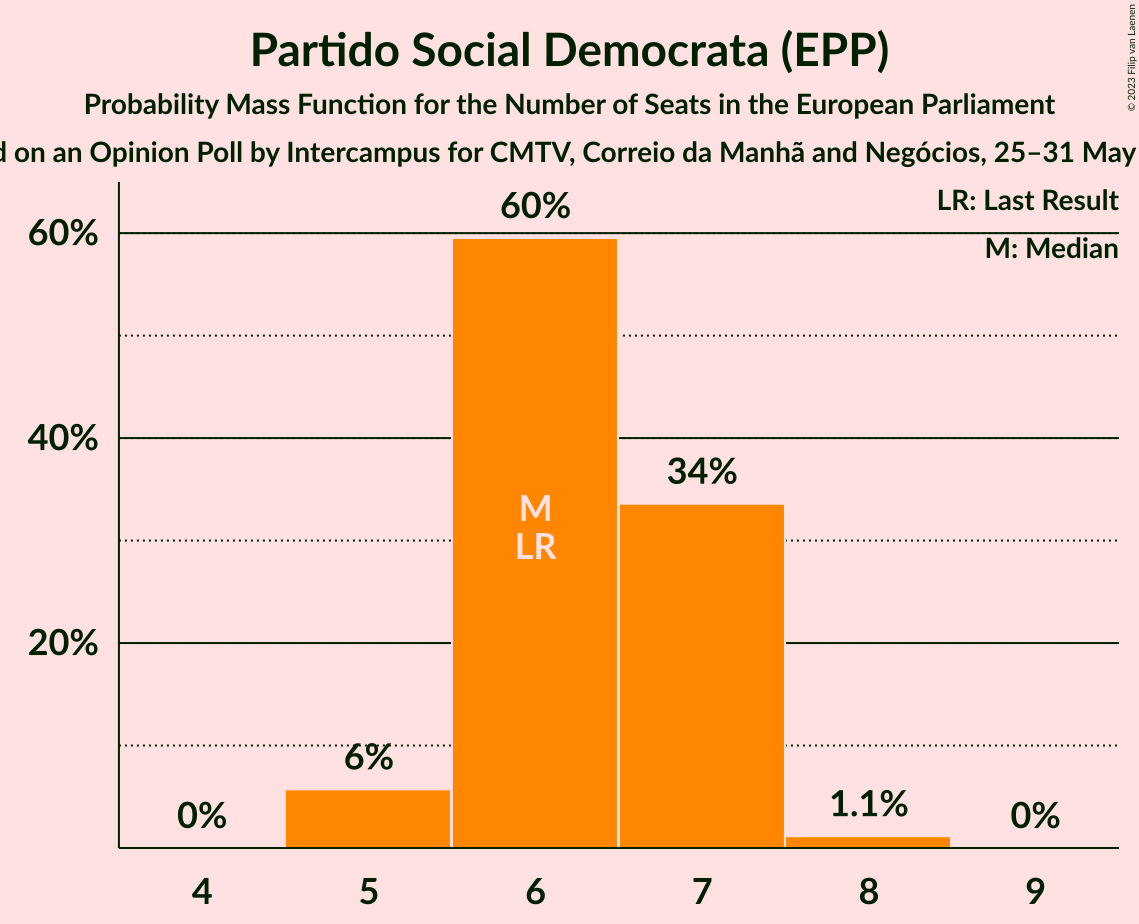 Partido Social Democrata (EPP)
Probability Mass Function for the Number of Seats in the European Parliament
on an Opinion Poll by Intercampus for CMTV, Correio da Manhã and Negócios, 25–31 May
© 2023 Filip van Laenen
LR: Last Result
M: Median
60%
40%
20%
0%
6%
60%
M
LR
34%
1.1%
0%
4
5
6
7
8
9